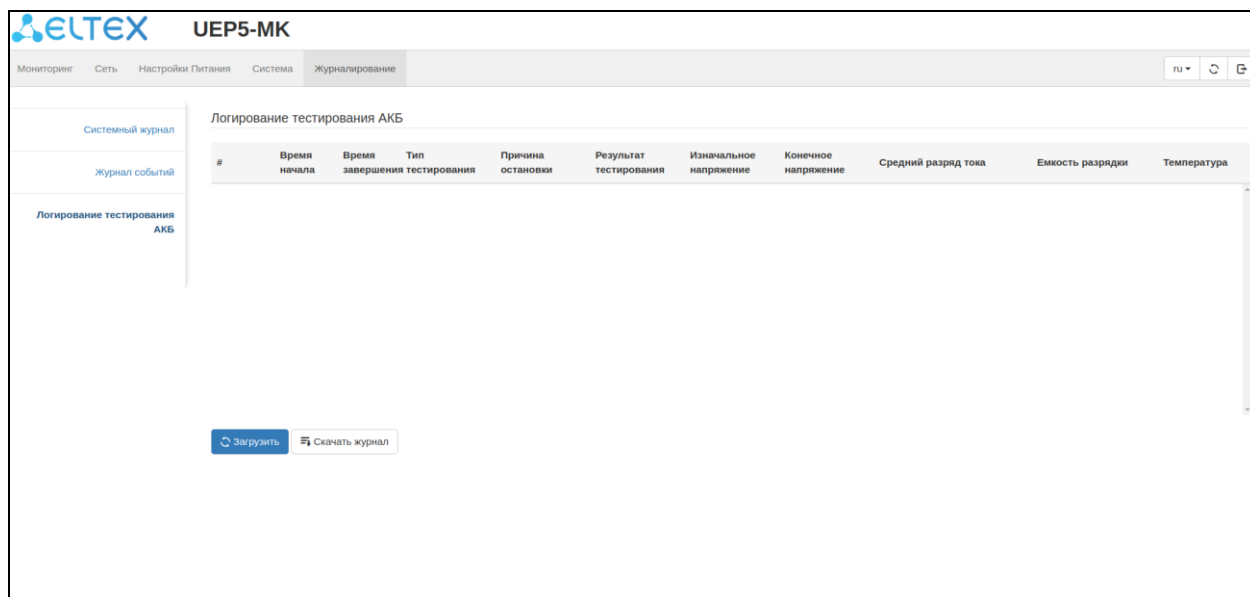 ELTEX UEP5-MK
Мониторинг Сеть Настройки Питания Система Журналирование ru
Системный журнал
Журнал событий
Логирование тестирования
АКБ
Логирование тестирования АКБ
# Время начала Время завершения Тип тестирования Причина остановки Результат тестирования Изначальное напряжение Конечное напряжение Средний разряд тока Емкость разрядки Температура
Загрузить Скачать журнал